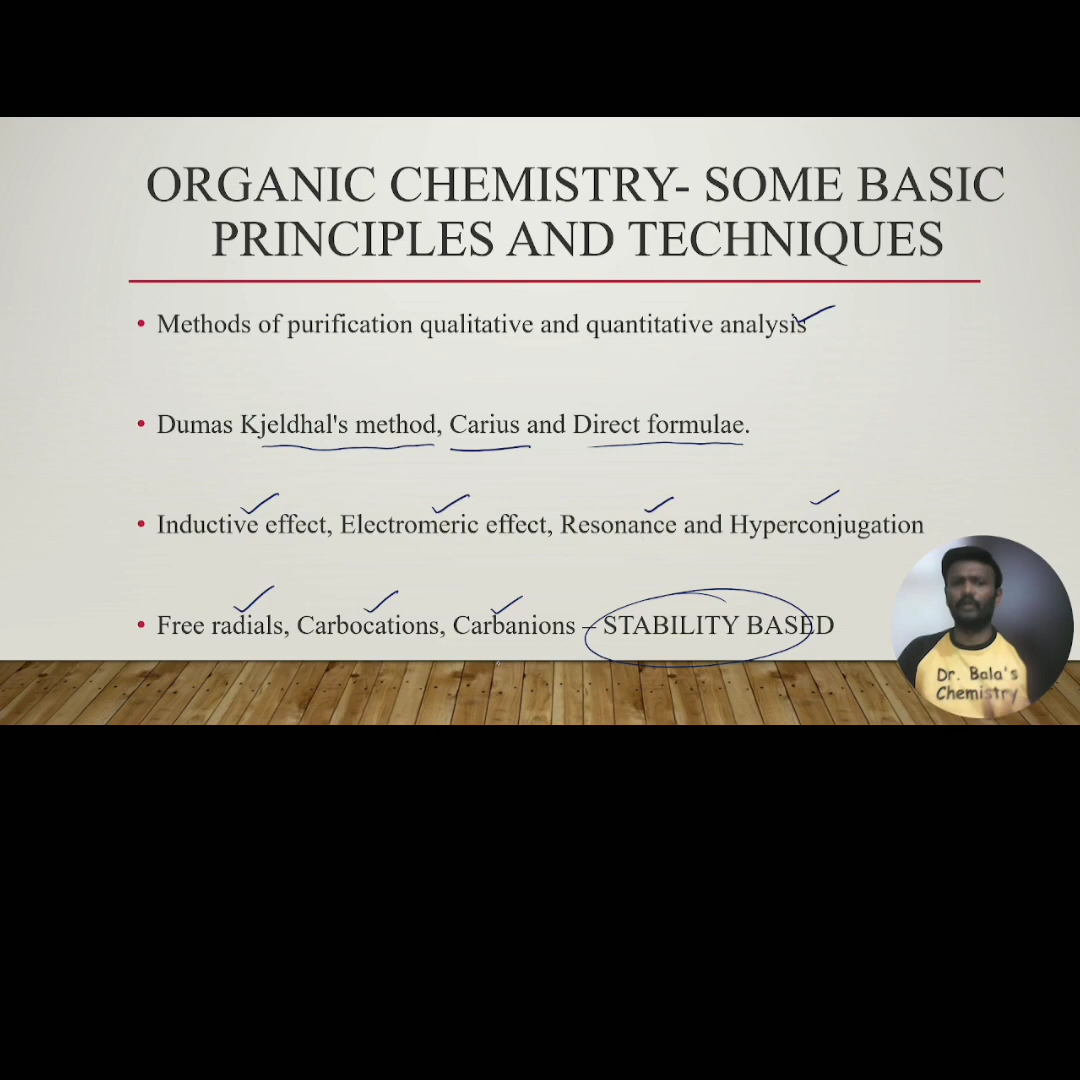 ORGANIC CHEMISTRY- SOME BASIC
PRINCIPLES AND TECHNIQUES
• Methods of purification qualitative and quantitative analysis
• Dumas Kjeldhal's method, Carius and Direct formulae.
• Inductive effect, Electromeric effect, Resonance and Hyperconjugation
• Free radials, Carbocations, Carbanions – STABILITY BASED
Dr. Bala's
Chemistry